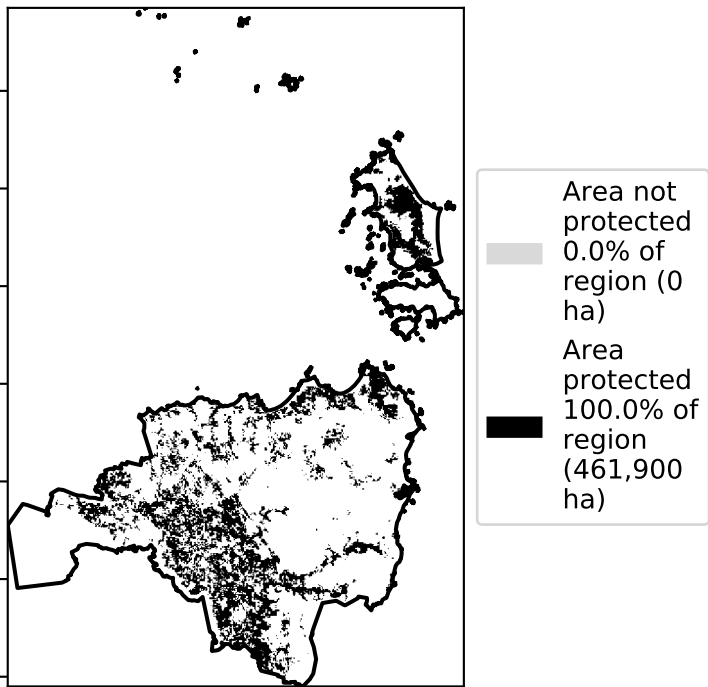 Area not
protected
0.0% of
region (0
ha)
Area
protected
100.0% of
region
(461,900
ha)